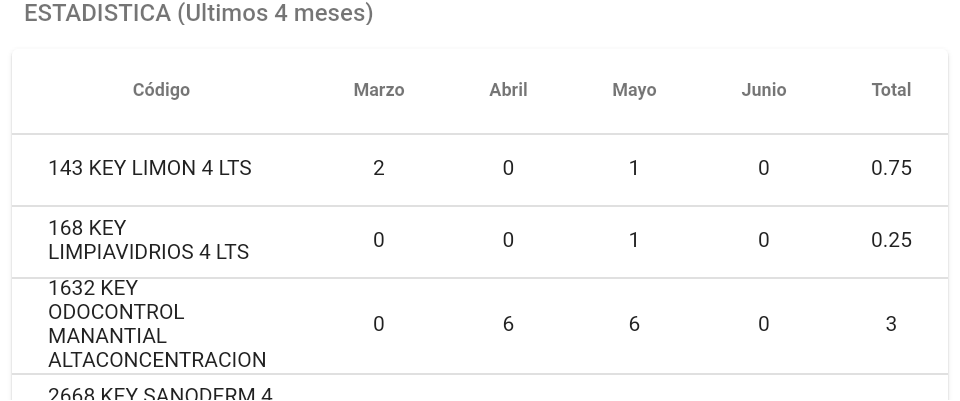 ESTADISTICA (Ultimos 4 meses)
Código Marzo Abril Mayo Junio Total
143 KEY LIMON 4 LTS 2 0 1 0 0.75
168 KEY
LIMPIAVIDRIOS 4 LTS 0 0 1 0 0.25
1632 KEY
ODOCONTROL
MANANTIAL
ALTACONCENTRACION 0 6 6 0 3
2668 KEY SANODERM 4